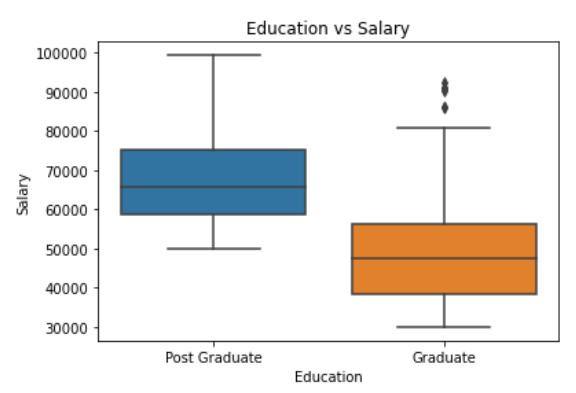 Education vs Salary
100000
90000
80000
70000
60000
50000
40000
30000
Salary
Post Graduate
Graduate
Education